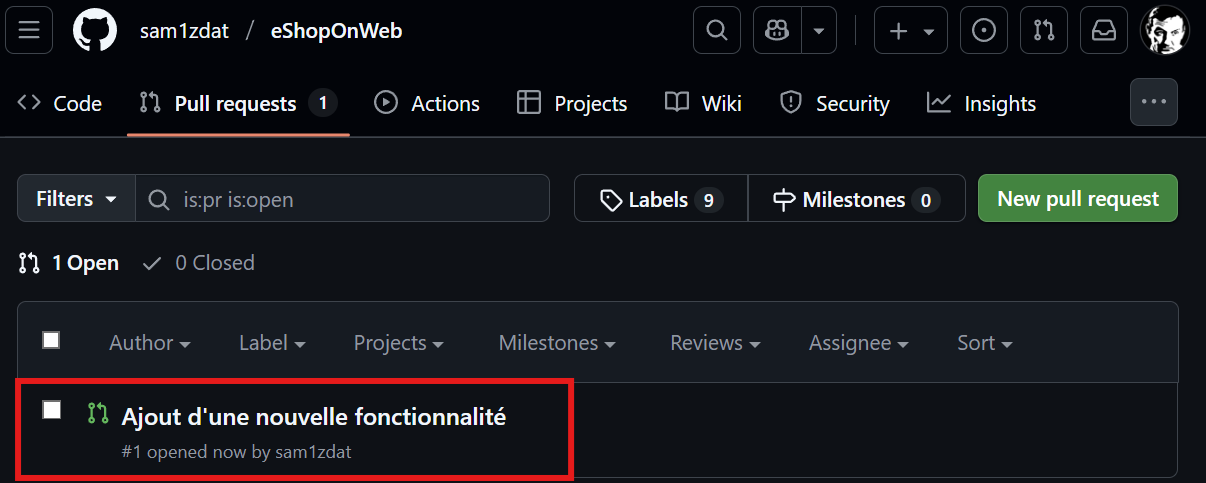 sam1zdat / eShopOnWeb
Code Pull requests 1 Actions Projects Wiki Security Insights
Filters is:pr is:open Labels 9 Milestones 0 New pull request
1 Open 0 Closed
Author Label Projects Milestones Reviews Assignee Sort
Ajout d'une nouvelle fonctionnalité
#1 opened now by sam1zdat